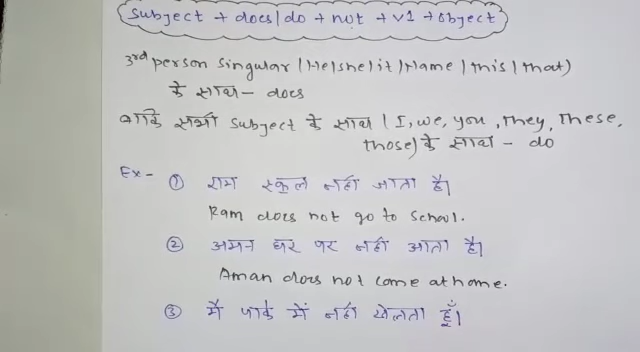 Subject + does/do + not + v1 + object
3rd person singular (He/she/it/Name/this/that)
के साथ - does
बाकि सभी subject के साथ (I, we, you, they, these,
those) के साथ - do
Ex- ① राम स्कूल नहीं जाता है।
Ram does not go to school.
② अमन घर पर नहीं आता है।
Aman does not come at home.
③ मैं पार्क में नहीं खेलता हूँ।